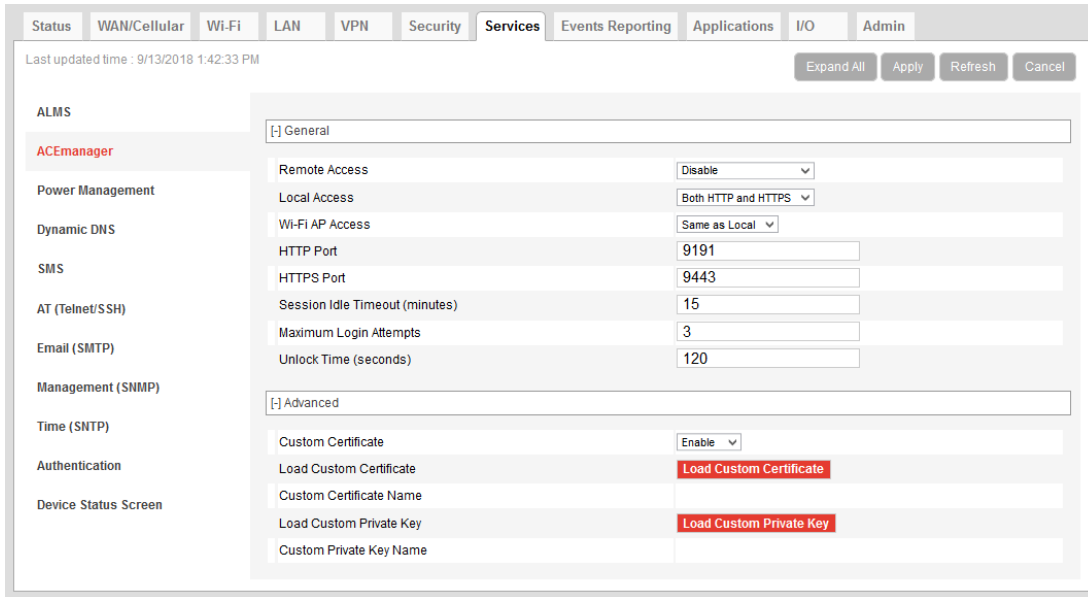 Status WAN/Cellular Wi-Fi LAN VPN Security Services Events Reporting Applications I/O Admin
Last updated time : 9/13/2018 1:42:33 PM
Expand All Apply Refresh Cancel
ALMS
ACEmanager
Power Management
Dynamic DNS
SMS
AT (Telnet/SSH)
Email (SMTP)
Management (SNMP)
Time (SNTP)
Authentication
Device Status Screen
[-] General
Remote Access Disable
Local Access Both HTTP and HTTPS
Wi-Fi AP Access Same as Local
HTTP Port 9191
HTTPS Port 9443
Session Idle Timeout (minutes) 15
Maximum Login Attempts 3
Unlock Time (seconds) 120
[-] Advanced
Custom Certificate Enable
Load Custom Certificate Load Custom Certificate
Custom Certificate Name
Load Custom Private Key Load Custom Private Key
Custom Private Key Name